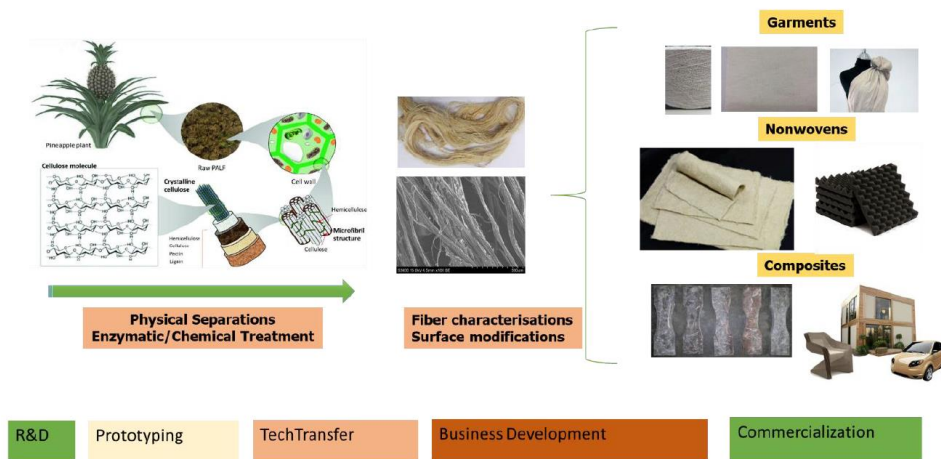 Garments
Pineapple plant
Raw PALF
Cell wall
Cellulose molecule
Crystalline
cellulose
Hemicellulose
Cellulose
Pectin
Lignin
Hemicellulose
Microfibril
structure
Cellulose
Nonwovens
Composites
Physical Separations
Enzymatic/Chemical Treatment
Fiber characterisations
Surface modifications
R&D
Prototyping
TechTransfer
Business Development
Commercialization